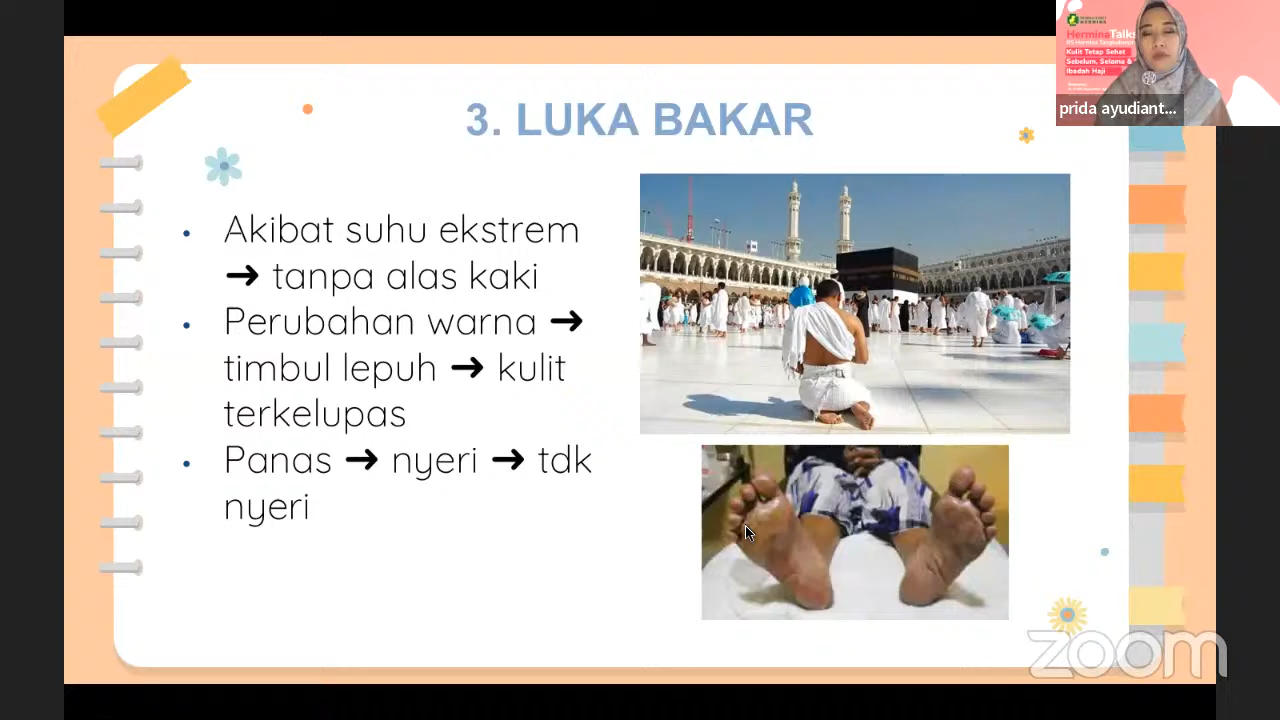 HerminaTalks
Kulit Tetap Sehat
Sebelum, Selama &
Ibadah Haji
prida ayudiant...
3. LUKA BAKAR
• Akibat suhu ekstrem
➜ tanpa alas kaki
• Perubahan warna ➜
timbul lepuh ➜ kulit
terkelupas
• Panas ➜ nyeri ➜ tdk
nyeri
zoom